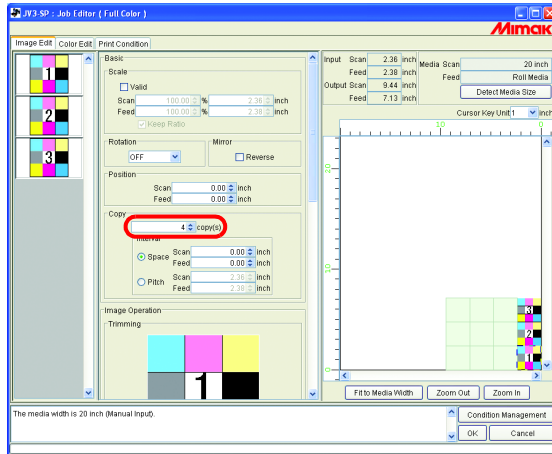 JV3-SP : Job Editor ( Full Color )
Mimaki
Image Edit Color Edit Print Condition
1
2
3
Basic
Scale
Valid
Scan 100.00 % 2.36 inch
Feed 100.00 % 2.38 inch
Keep Ratio
Rotation
OFF
Mirror
Reverse
Position
Scan 0.00 inch
Feed 0.00 inch
Copy
4 copy(s)
Interval
Space
Scan 0.00 inch
Feed 0.00 inch
Pitch
Scan 2.36 inch
Feed 2.38 inch
Image Operation
Trimming
1
Input Scan 2.36 inch
Feed 2.38 inch
Output Scan 9.44 inch
Feed 7.13 inch
Media Scan 20 inch
Feed Roll Media
Detect Media Size
Cursor Key Unit 1 inch
10 0
20
10
0
3
2
1
Fit to Media Width Zoom Out Zoom In
The media width is 20 inch (Manual Input).
Condition Management
OK Cancel